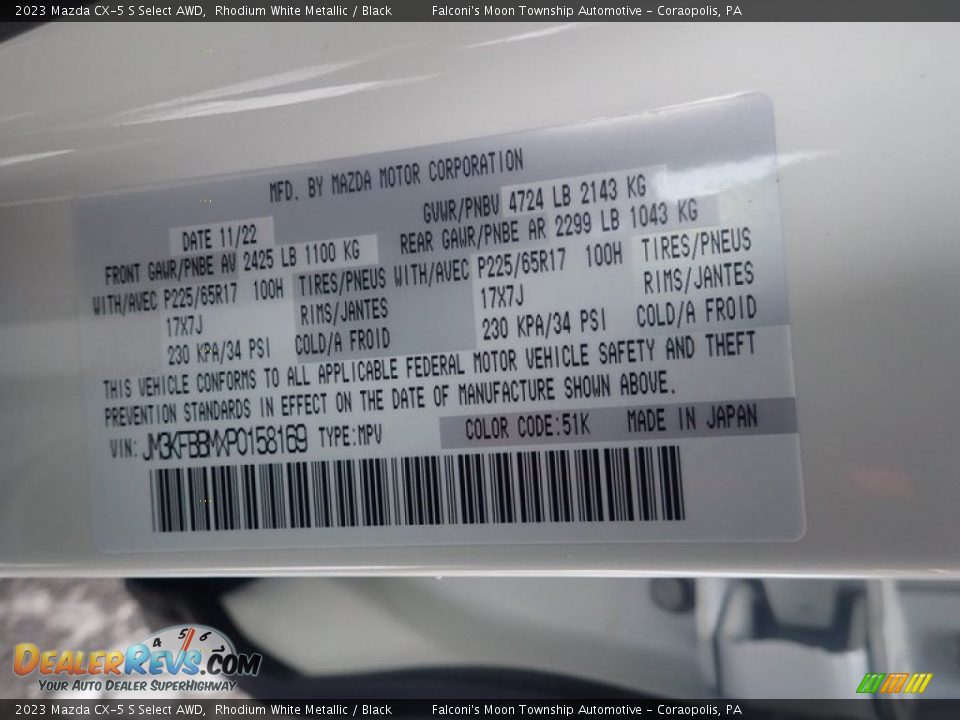 2023 Mazda CX-5 S Select AWD, Rhodium White Metallic / Black Falconi's Moon Township Automotive - Coraopolis, PA
MFD. BY MAZDA MOTOR CORPORATION
DATE 11/22 GVWR/PNBV 4724 LB 2143 KG
FRONT GAWR/PNBE AV 2425 LB 1100 KG REAR GAWR/PNBE AR 2299 LB 1043 KG
WITH/AVEC P225/65R17 100H TIRES/PNEUS WITH/AVEC P225/65R17 100H TIRES/PNEUS
17X7J RIMS/JANTES 17X7J RIMS/JANTES
230 KPA/34 PSI COLD/A FROID 230 KPA/34 PSI COLD/A FROID
THIS VEHICLE CONFORMS TO ALL APPLICABLE FEDERAL MOTOR VEHICLE SAFETY AND THEFT
PREVENTION STANDARDS IN EFFECT ON THE DATE OF MANUFACTURE SHOWN ABOVE.
VIN: JM3KFBBMXP0158169 TYPE:MPV COLOR CODE:51K MADE IN JAPAN
4 5 6
DealerRevs.com
Your Auto Dealer SuperHighway
2023 Mazda CX-5 S Select AWD, Rhodium White Metallic / Black Falconi's Moon Township Automotive - Coraopolis, PA